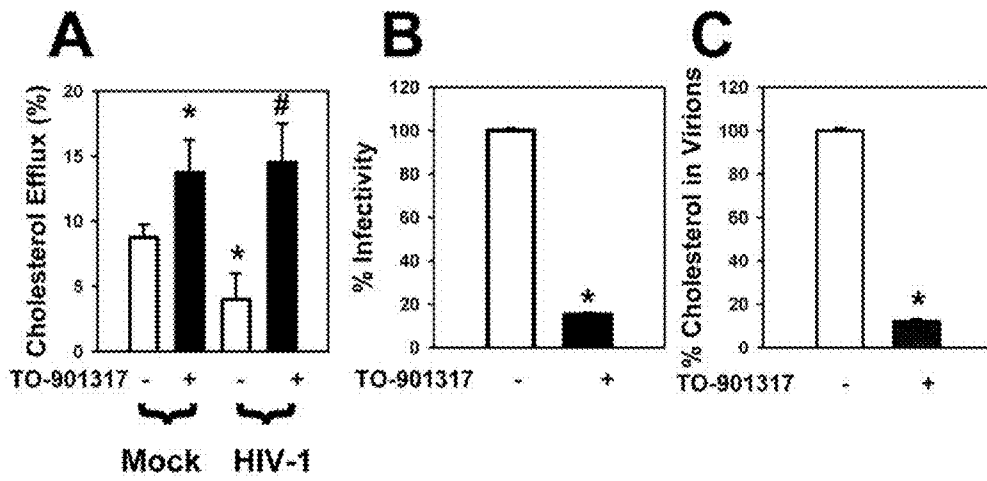 A
Cholesterol Efflux (%)
20
15
10
5
0
*
*
#
TO-901317 - + - +
Mock HIV-1
B
% Infectivity
120
100
80
60
40
20
0
*
TO-901317 - +
C
% Cholesterol in Virions
120
100
80
60
40
20
0
*
TO-901317 - +